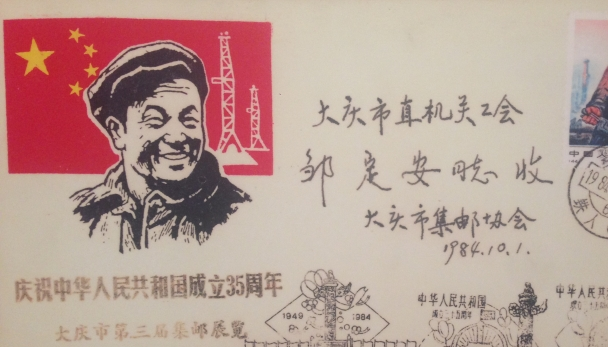 大庆市直机关工会
邹定安同志收
大庆市集邮协会
1984.10.1.
庆祝中华人民共和国成立35周年
大庆市第三届集邮展览
1949 1984
中华人民共和国
中华人民共
中国